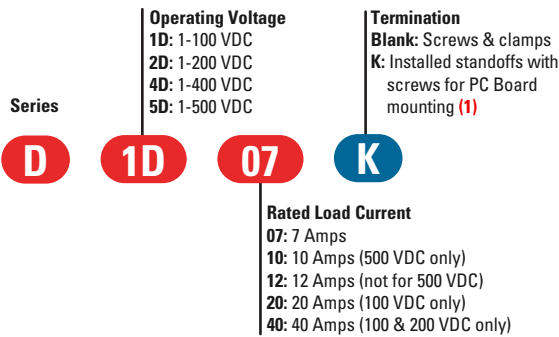 Operating Voltage
1D: 1-100 VDC
2D: 1-200 VDC
4D: 1-400 VDC
5D: 1-500 VDC
Termination
Blank: Screws & clamps
K: Installed standoffs with
screws for PC Board
mounting (1)
Series
D 1D 07 K
Rated Load Current
07: 7 Amps
10: 10 Amps (500 VDC only)
12: 12 Amps (not for 500 VDC)
20: 20 Amps (100 VDC only)
40: 40 Amps (100 & 200 VDC only)